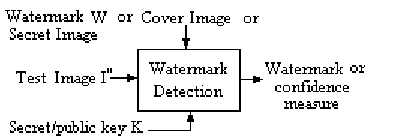 Watermark W or Cover Image or
Secret Image
Test Image I"
Watermark
Detection
Watermark or
confidence
measure
Secret/public key K